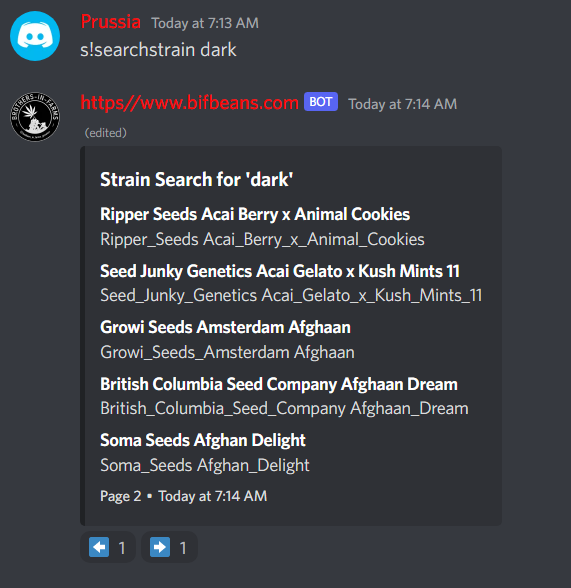 Prussia Today at 7:13 AM
s!searchstrain dark
BROTHERS-IN-FARMS
https//www.bifbeans.com BOT Today at 7:14 AM
(edited)
Strain Search for 'dark'
Ripper Seeds Acai Berry x Animal Cookies
Ripper_Seeds Acai_Berry_x_Animal_Cookies
Seed Junky Genetics Acai Gelato x Kush Mints 11
Seed_Junky_Genetics Acai_Gelato_x_Kush_Mints_11
Growi Seeds Amsterdam Afghaan
Growi_Seeds_Amsterdam Afghaan
British Columbia Seed Company Afghaan Dream
British_Columbia_Seed_Company Afghaan_Dream
Soma Seeds Afghan Delight
Soma_Seeds Afghan_Delight
Page 2 • Today at 7:14 AM
1 1